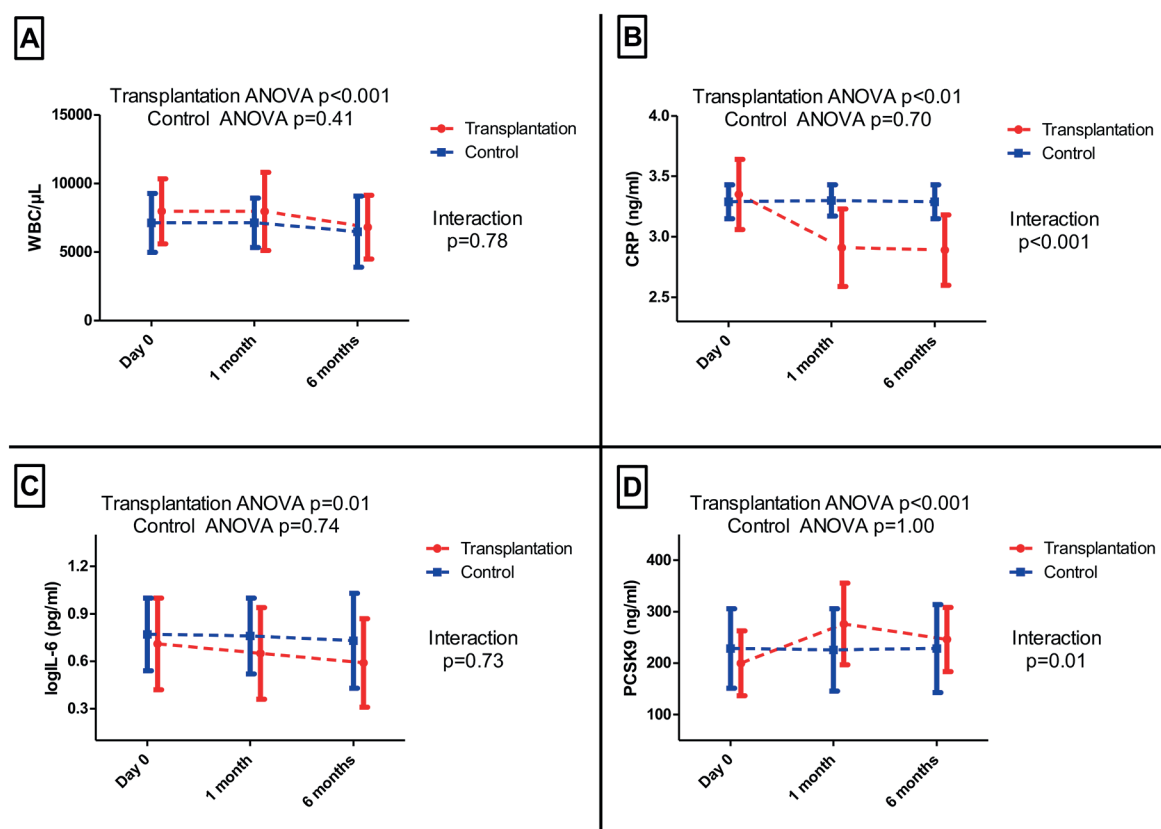 A
Transplantation ANOVA p<0.001
Control  ANOVA p=0.41
WBC/µL
15000
10000
5000
0
Day 0
1 month
6 months
Transplantation
Control
Interaction
p=0.78
B
Transplantation ANOVA p<0.01
Control  ANOVA p=0.70
CRP (ng/ml)
4.0
3.5
3.0
2.5
Day 0
1 month
6 months
Transplantation
Control
Interaction
p<0.001
C
Transplantation ANOVA p=0.01
Control  ANOVA p=0.74
logIL-6 (pg/ml)
1.2
0.9
0.6
0.3
Day 0
1 month
6 months
Transplantation
Control
Interaction
p=0.73
D
Transplantation ANOVA p<0.001
Control  ANOVA p=1.00
PCSK9 (ng/ml)
400
300
200
100
Day 0
1 month
6 months
Transplantation
Control
Interaction
p=0.01